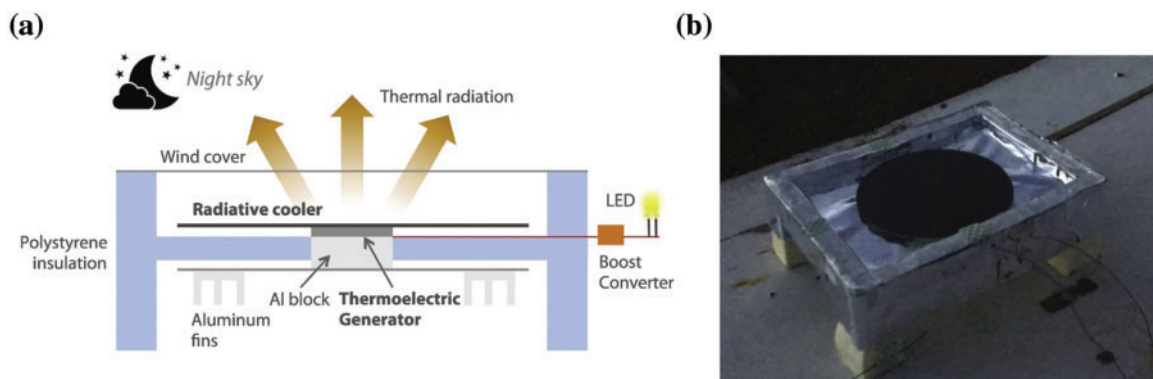 (a)
(b)
Night sky
Thermal radiation
Wind cover
Radiative cooler
LED
Polystyrene
insulation
Boost
Converter
Al block
Thermoelectric
Generator
Aluminum
fins